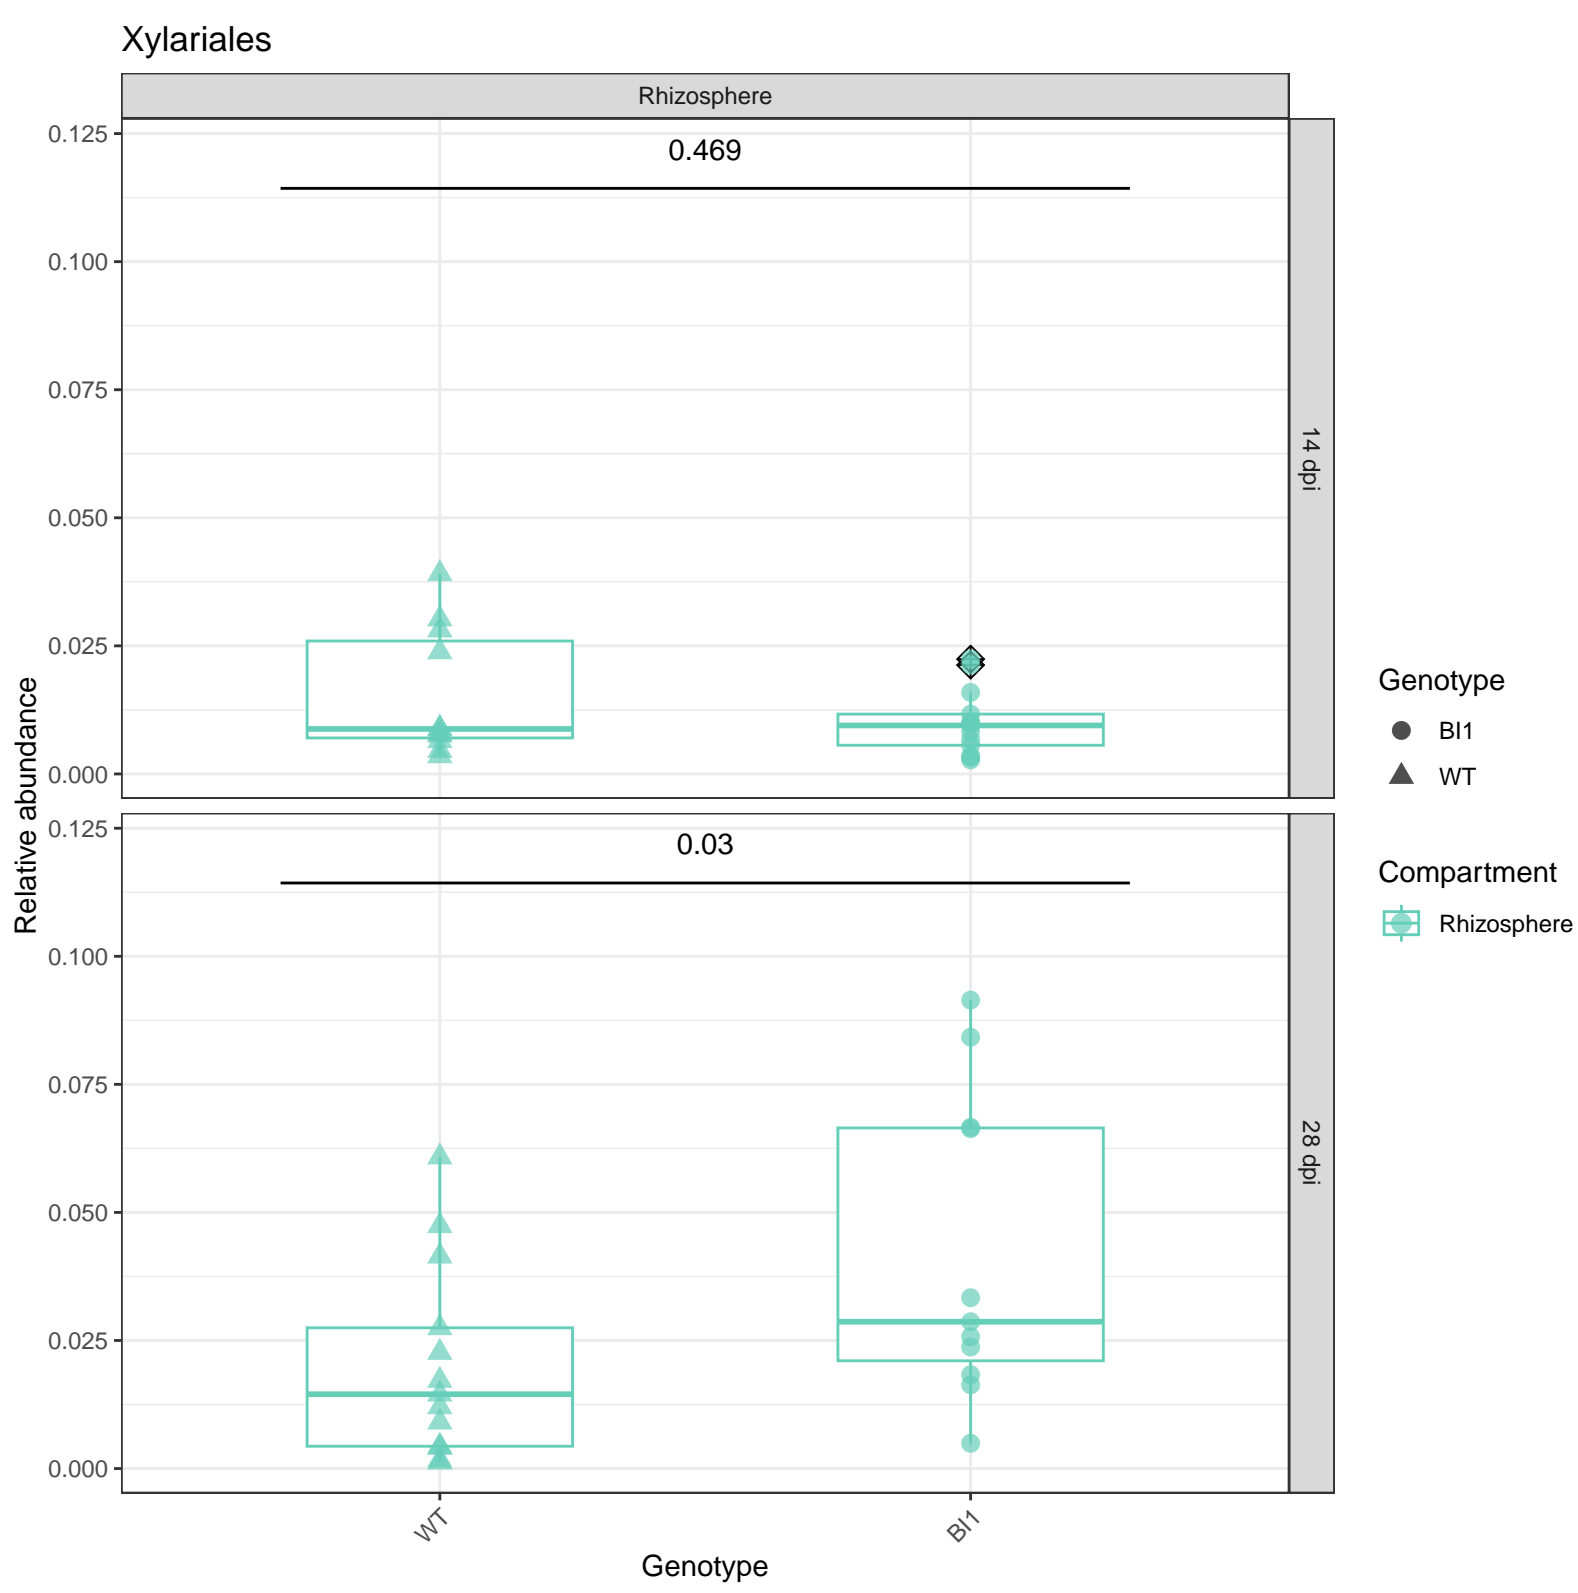 Xylariales
Rhizosphere
0.125
0.100
0.075
0.050
0.025
0.000
0.469
14 dpi
0.125
0.100
0.075
0.050
0.025
0.000
0.03
28 dpi
Relative abundance
WT
BI1
Genotype
Genotype
BI1
WT
Compartment
Rhizosphere